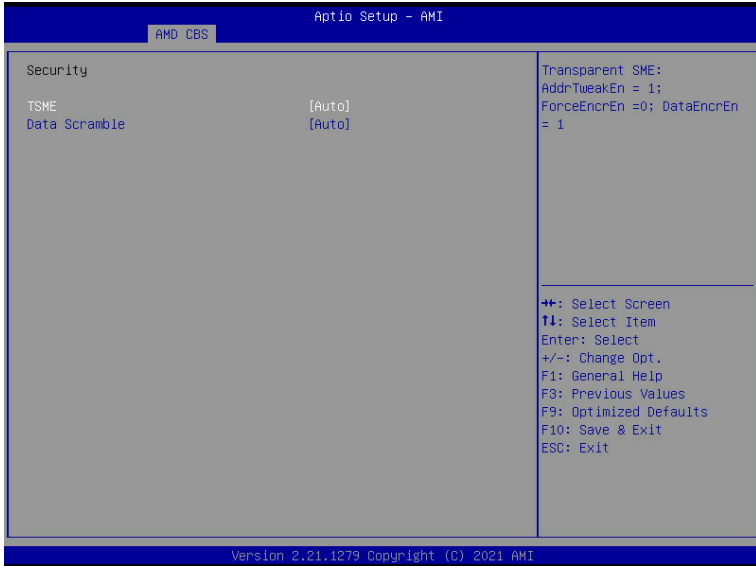 Aptio Setup – AMI
AMD CBS
Security
TSME [Auto]
Data Scramble [Auto]
Transparent SME:
AddrTweakEn = 1;
ForceEncrEn =0; DataEncrEn
= 1
→←: Select Screen
↑↓: Select Item
Enter: Select
+/-: Change Opt.
F1: General Help
F3: Previous Values
F9: Optimized Defaults
F10: Save & Exit
ESC: Exit
Version 2.21.1279 Copyright (C) 2021 AMI